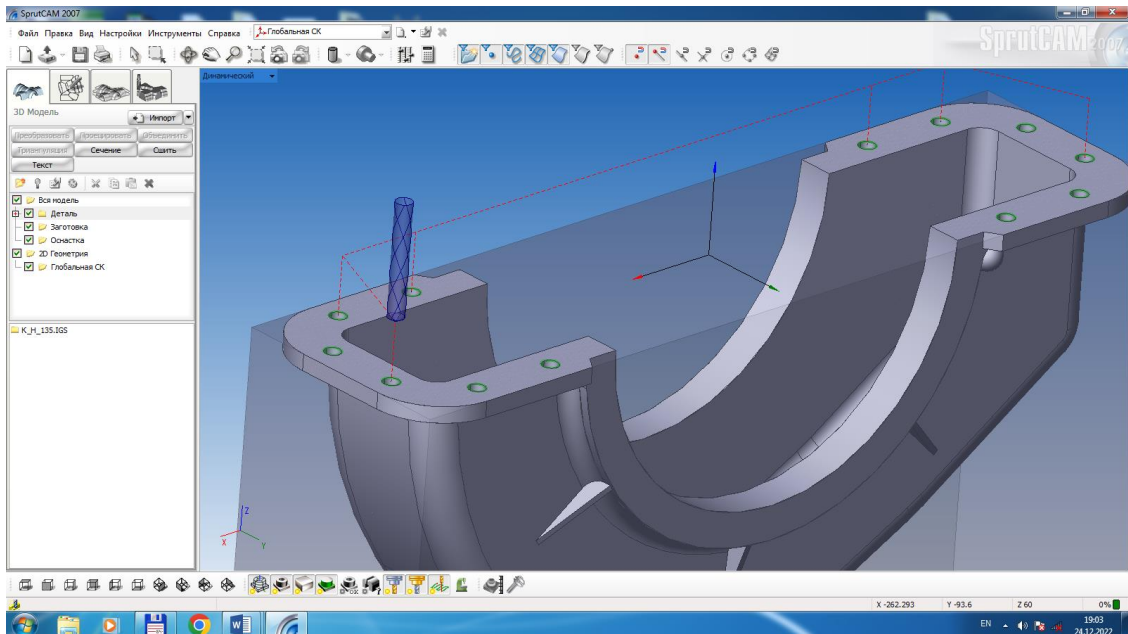 SprutCAM 2007
Файл Правка Вид Настройки Инструменты Справка Глобальная СК
SprutCAM 2007
Динамический
3D Модель
Импорт
Преобразовать Проецировать Объединить
Триангуляция Сечение Сшить
Текст
Вся модель
Деталь
Заготовка
Оснастка
2D Геометрия
Глобальная СК
K_H_135.IGS
Z
X
Y
X -262.293 Y -93.6 Z 60 0%
EN 19:03
24.12.2022